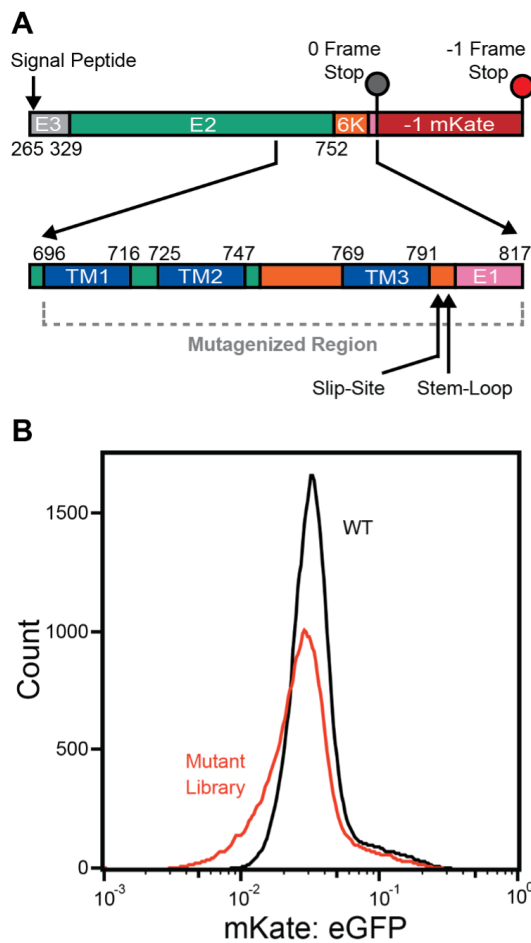 A
Signal Peptide
0 Frame
Stop
-1 Frame
Stop
E3 E2 6K -1 mKate
265 329 752
696 716 725 747 769 791 817
TM1 TM2 TM3 E1
Mutagenized Region
Slip-Site Stem-Loop
B
1500
1000
500
0
Count
WT
Mutant
Library
10-3 10-2 10-1 100
mKate: eGFP